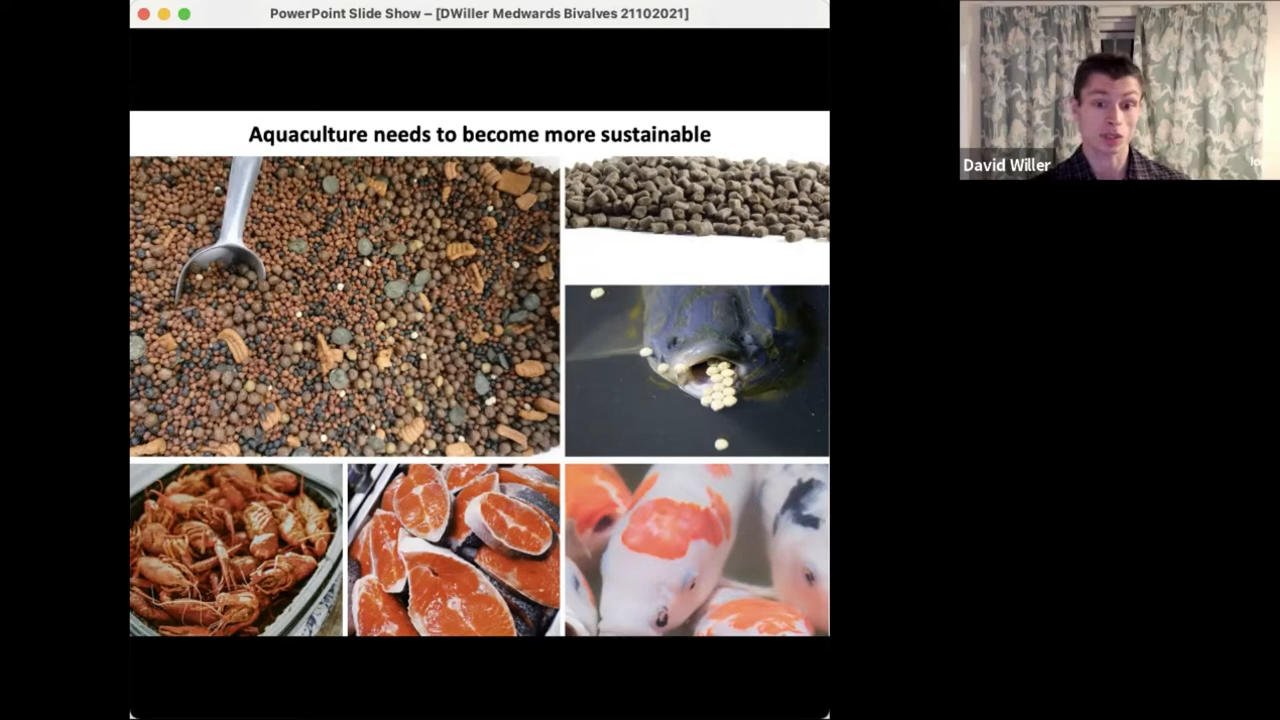 PowerPoint Slide Show – [DWiller Medwards Bivalves 21102021]
Aquaculture needs to become more sustainable
David Willer